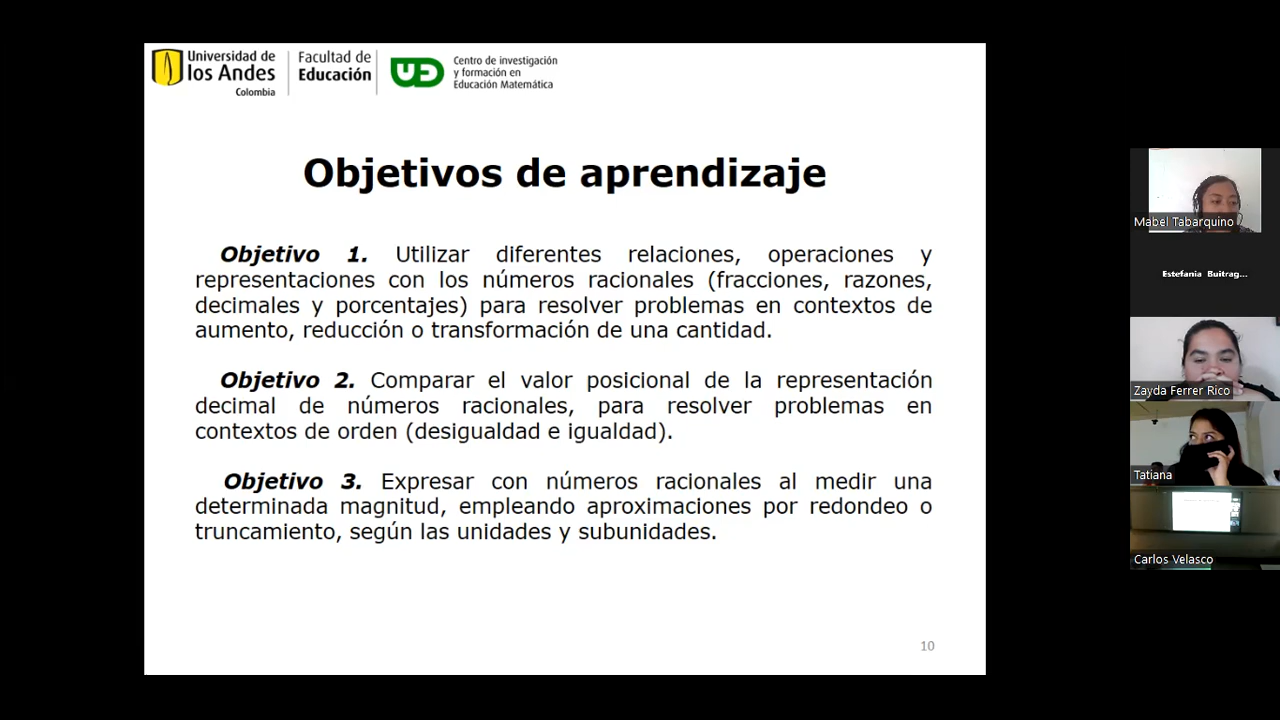 Universidad de
los Andes
Colombia
Facultad de
Educación
Centro de investigación
y formación en
Educación Matemática
Objetivos de aprendizaje
Objetivo 1. Utilizar diferentes relaciones, operaciones y
representaciones con los números racionales (fracciones, razones,
decimales y porcentajes) para resolver problemas en contextos de
aumento, reducción o transformación de una cantidad.
Objetivo 2. Comparar el valor posicional de la representación
decimal de números racionales, para resolver problemas en
contextos de orden (desigualdad e igualdad).
Objetivo 3. Expresar con números racionales al medir una
determinada magnitud, empleando aproximaciones por redondeo o
truncamiento, según las unidades y subunidades.
10
Mabel Tabarquino
Estefania Buitrag...
Zayda Ferrer Rico
Tatiana
Carlos Velasco